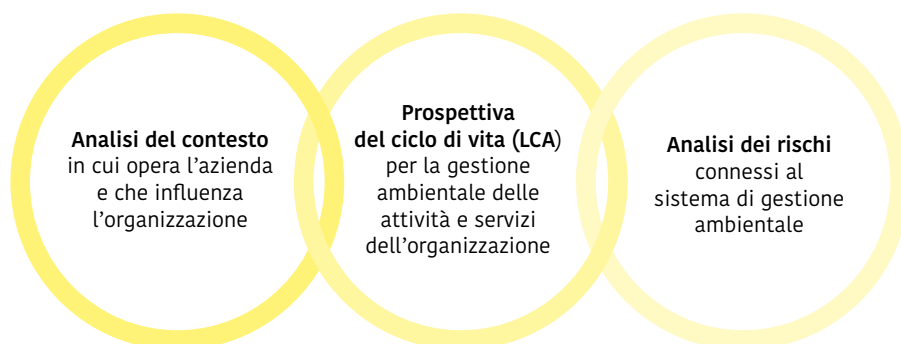 Analisi del contesto
in cui opera l’azienda
e che influenza
l’organizzazione
Prospettiva
del ciclo di vita (LCA)
per la gestione
ambientale delle
attività e servizi
dell’organizzazione
Analisi dei rischi
connessi al
sistema di gestione
ambientale